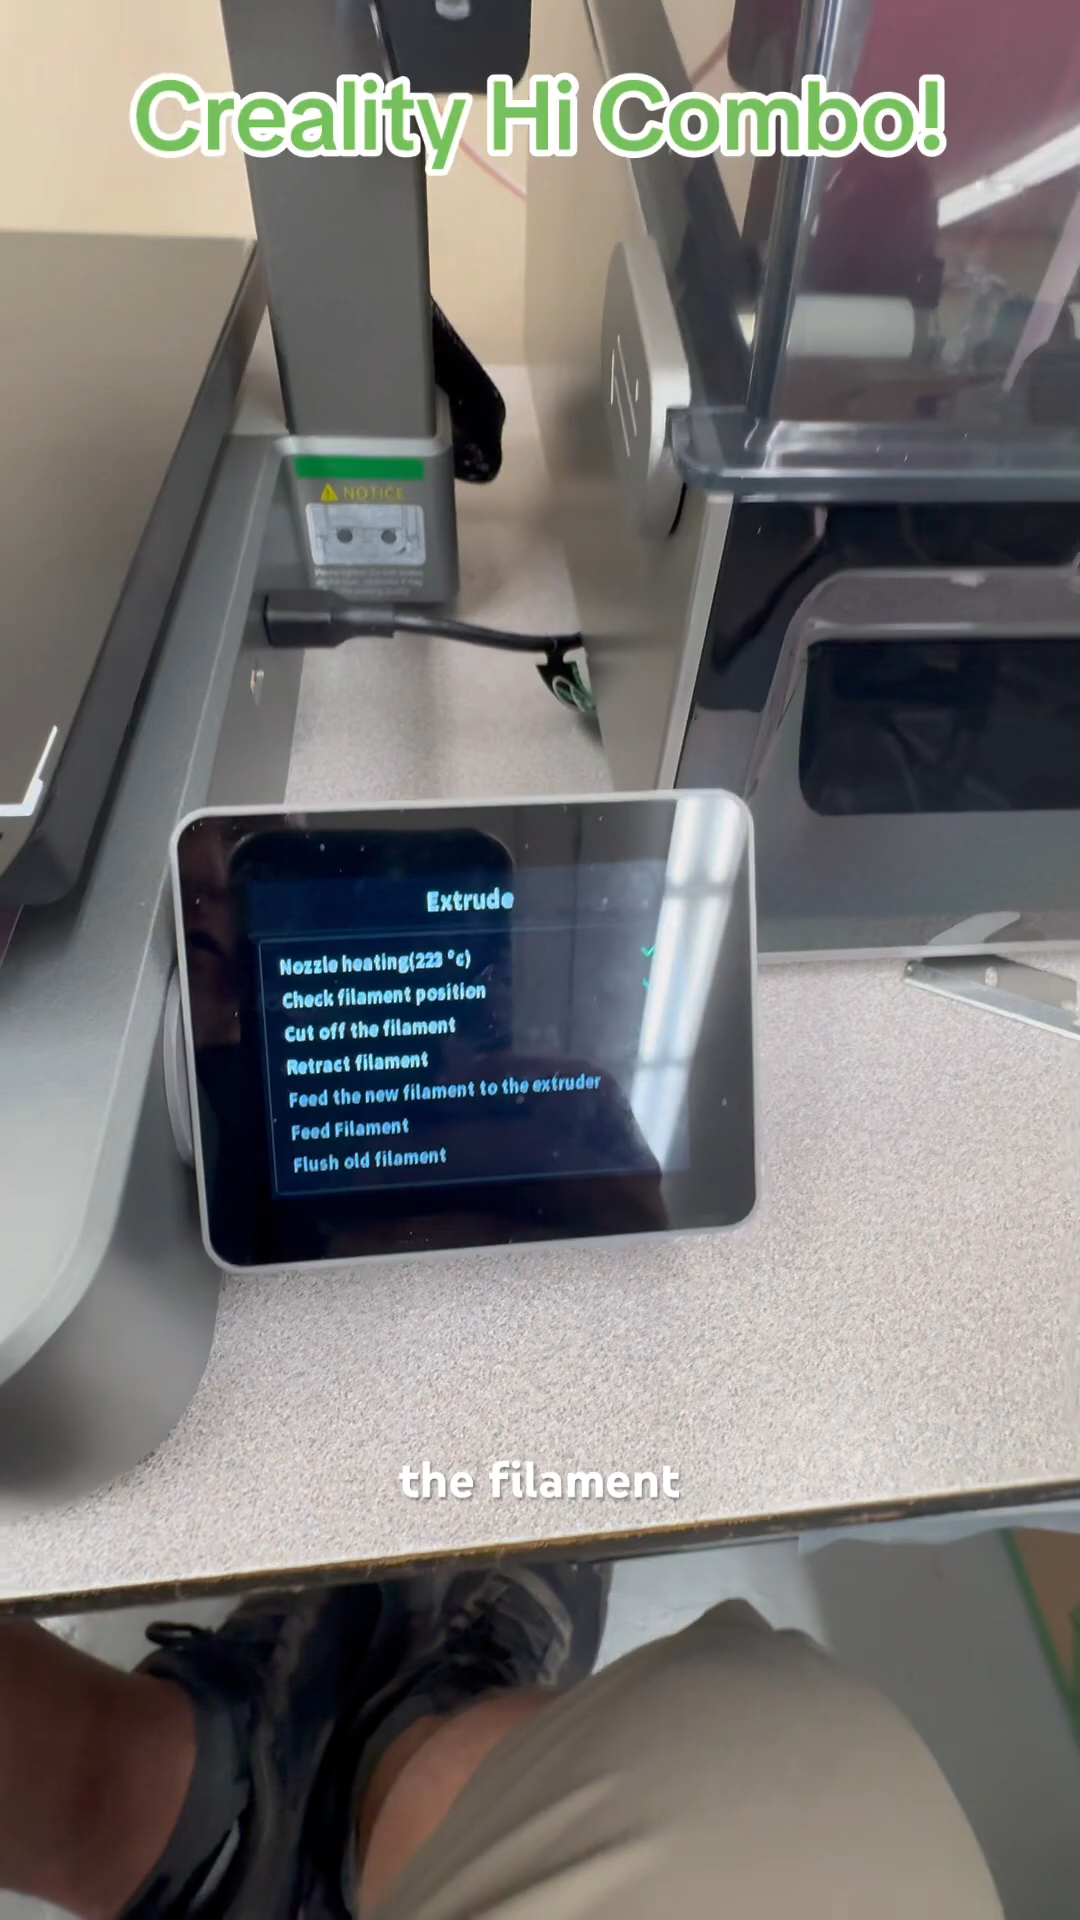 Creality Hi Combo!
NOTICE
Extrude
Nozzle heating(223 °c)
Check filament position
Cut off the filament
Retract filament
Feed the new filament to the extruder
Feed Filament
Flush old filament
the filament